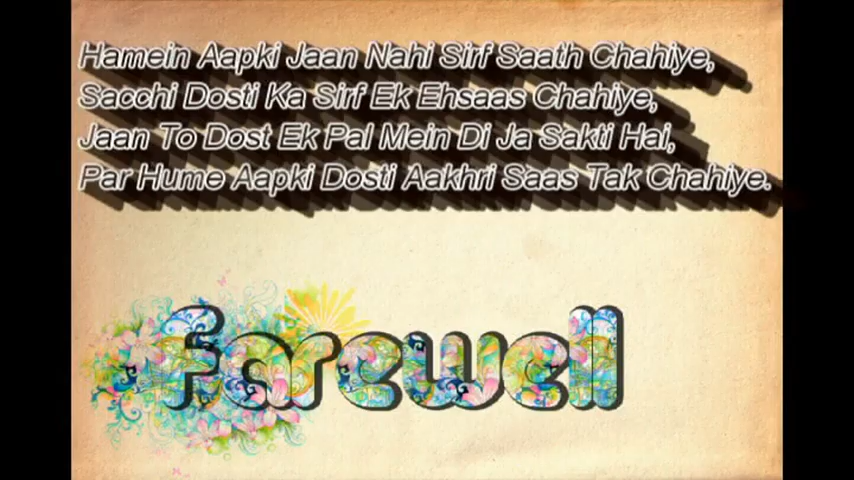 Hamein Aapki Jaan Nahi Sirf Saath Chahiye,
Sacchi Dosti Ka Sirf Ek Ehsaas Chahiye,
Jaan To Dost Ek Pal Mein Di Ja Sakti Hai,
Par Hume Aapki Dosti Aakhri Saas Tak Chahiye.
farewell